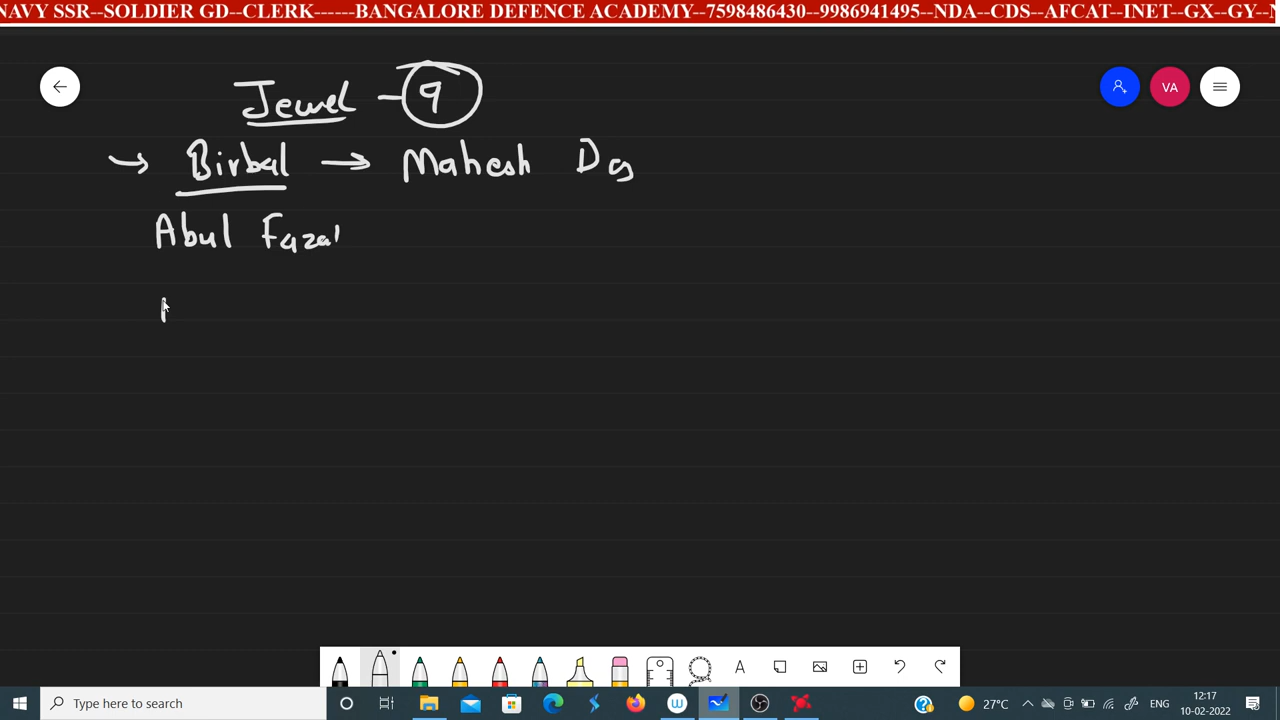 NAVY SSR--SOLDIER GD--CLERK------BANGALORE DEFENCE ACADEMY--7598486430--9986941495--NDA--CDS--AFCAT--INET--GX--GY--N
Jewel - 9
VA
→ Birbal → Mahesh Das
Abul Fazal
A
Type here to search
27°C
ENG
12:17
10-02-2022